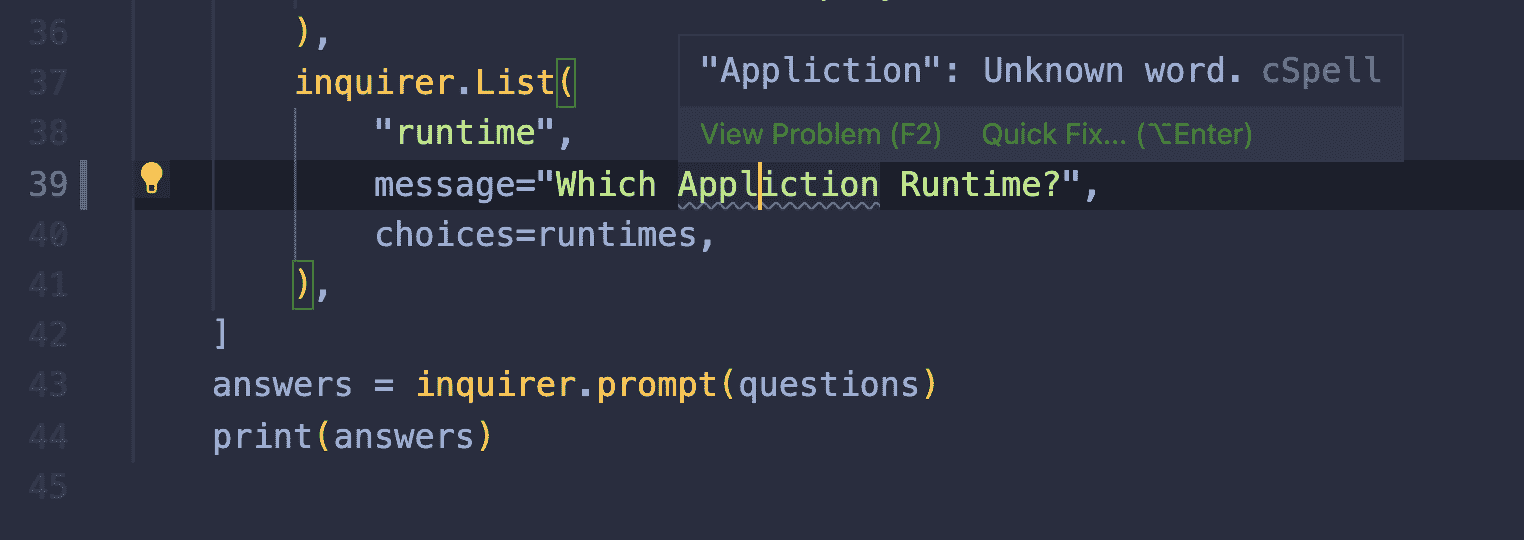 36 ),
"Appliction": Unknown word. cSpell
37 inquirer.List(
View Problem (F2) Quick Fix... (⌥Enter)
38 "runtime",
39 message="Which Appliction Runtime?",
40 choices=runtimes,
41 ),
42 ]
43 answers = inquirer.prompt(questions)
44 print(answers)
45